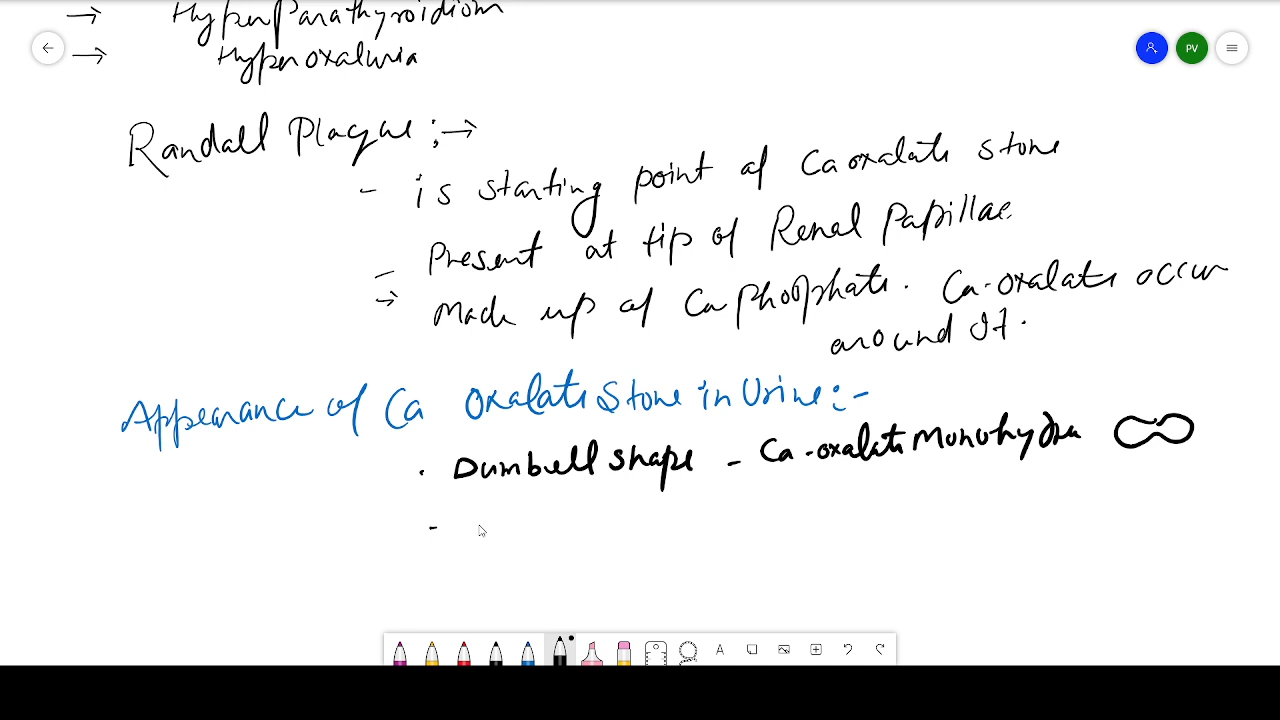 → Hyperparathyroidism
→ Hyperoxaluria
PV
Randall Plaque :→
- is starting point of Ca oxalate stone
- Present at tip of Renal Papillae.
→ Made up of Ca Phosphate. Ca-oxalate occur
around It.
Appearance of Ca Oxalate Stone in Urine :-
. Dumbell shape - Ca-oxalate Monohydra
-
A